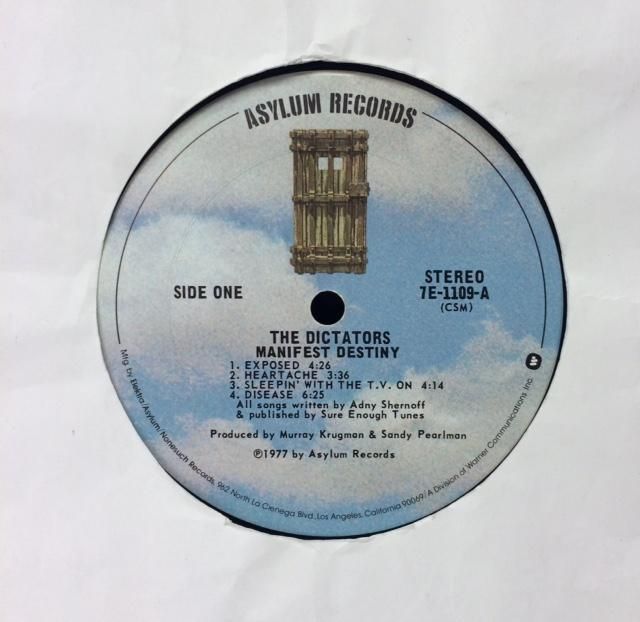 ASYLUM RECORDS
SIDE ONE
STEREO
7E-1109-A
(CSM)
THE DICTATORS
MANIFEST DESTINY
1. EXPOSED 4:26
2. HEARTACHE 3:36
3. SLEEPIN' WITH THE T.V. ON 4:14
4. DISEASE 6:25
All songs written by Adny Shernoff
& published by Sure Enough Tunes
Produced by Murray Krugman & Sandy Pearlman
℗1977 by Asylum Records
Mfg. by Elektra/Asylum/Nonesuch Records, 962 North La Cienega Blvd., Los Angeles, California 90069/A Division of Warner Communications Inc.